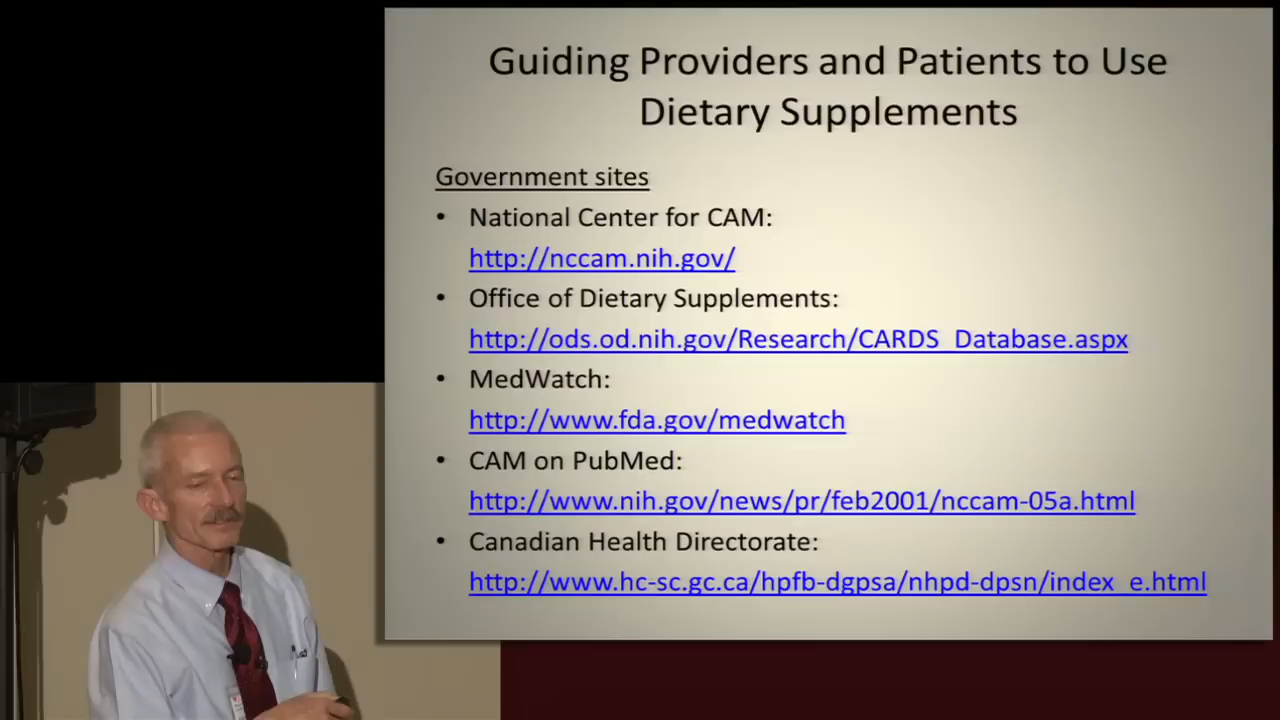 Guiding Providers and Patients to Use
Dietary Supplements
Government sites
• National Center for CAM:
http://nccam.nih.gov/
• Office of Dietary Supplements:
http://ods.od.nih.gov/Research/CARDS_Database.aspx
• MedWatch:
http://www.fda.gov/medwatch
• CAM on PubMed:
http://www.nih.gov/news/pr/feb2001/nccam-05a.html
• Canadian Health Directorate:
http://www.hc-sc.gc.ca/hpfb-dgpsa/nhpd-dpsn/index_e.html